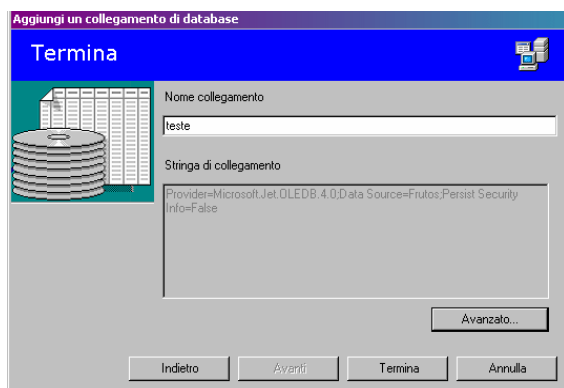 Aggiungi un collegamento di database
Termina
Nome collegamento
teste
Stringa di collegamento
Provider=Microsoft.Jet.OLEDB.4.0;Data Source=Frutos;Persist Security
Info=False
Avanzato...
Indietro Avanti Termina Annulla